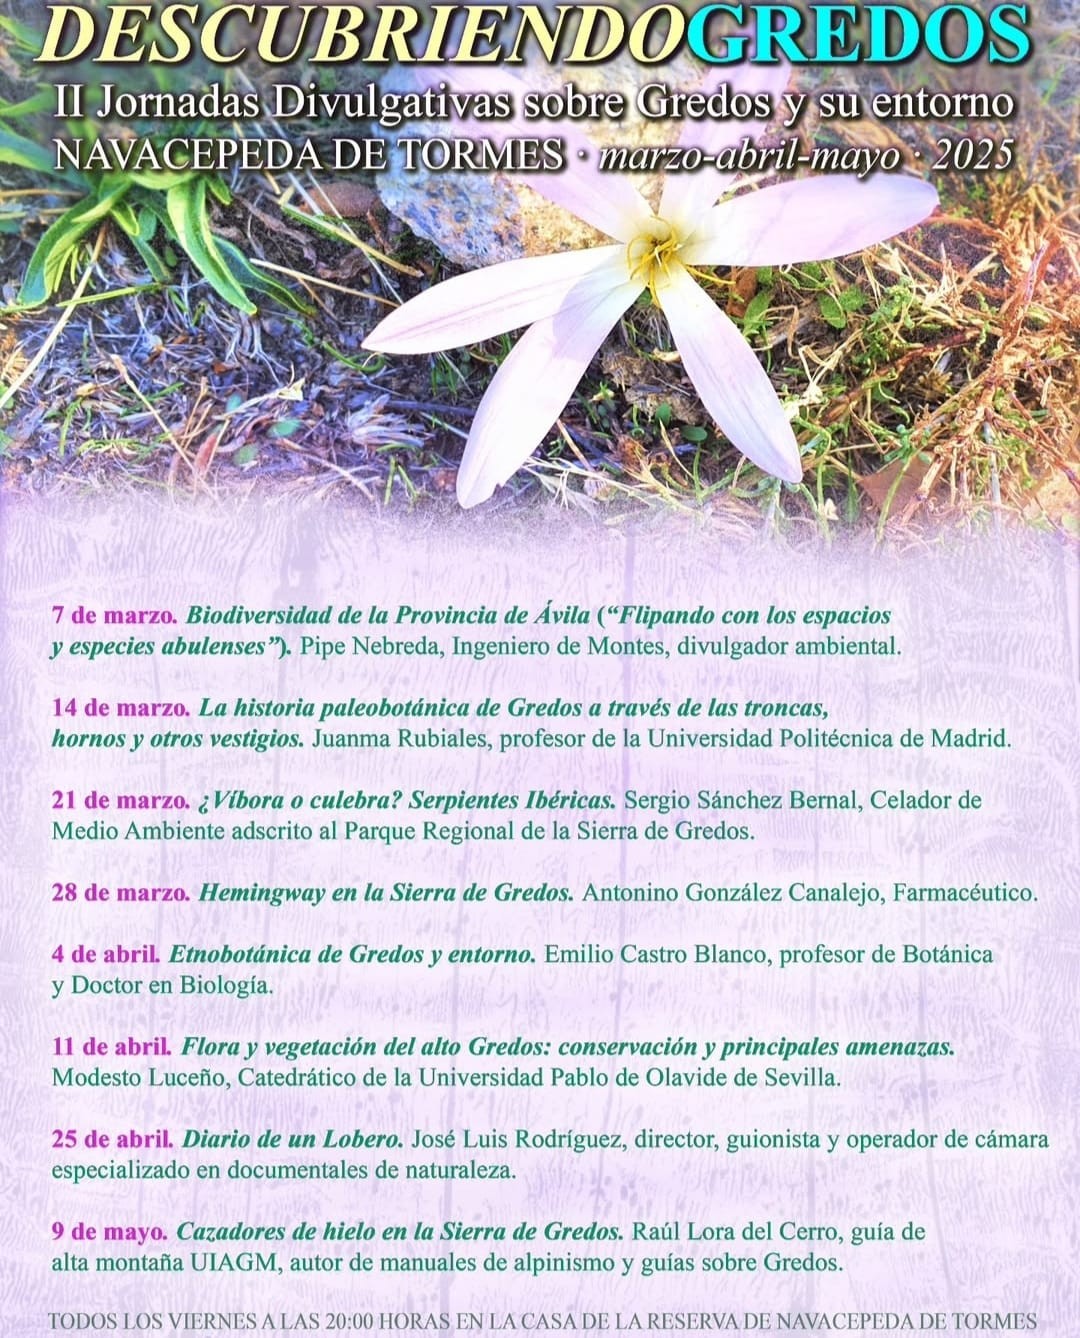 DESCUBRIENDOGREDOS
II Jornadas Divulgativas sobre Gredos y su entorno
NAVACEPEDA DE TORMES · marzo-abril-mayo · 2025
7 de marzo. Biodiversidad de la Provincia de Ávila (“Flipando con los espacios
y especies abulenses”). Pipe Nebreda, Ingeniero de Montes, divulgador ambiental.
14 de marzo. La historia paleobotánica de Gredos a través de las troncas,
hornos y otros vestigios. Juanma Rubiales, profesor de la Universidad Politécnica de Madrid.
21 de marzo. ¿Víbora o culebra? Serpientes Ibéricas. Sergio Sánchez Bernal, Celador de
Medio Ambiente adscrito al Parque Regional de la Sierra de Gredos.
28 de marzo. Hemingway en la Sierra de Gredos. Antonino González Canalejo, Farmacéutico.
4 de abril. Etnobotánica de Gredos y entorno. Emilio Castro Blanco, profesor de Botánica
y Doctor en Biología.
11 de abril. Flora y vegetación del alto Gredos: conservación y principales amenazas.
Modesto Luceño, Catedrático de la Universidad Pablo de Olavide de Sevilla.
25 de abril. Diario de un Lobero. José Luis Rodríguez, director, guionista y operador de cámara
especializado en documentales de naturaleza.
9 de mayo. Cazadores de hielo en la Sierra de Gredos. Raúl Lora del Cerro, guía de
alta montaña UIAGM, autor de manuales de alpinismo y guías sobre Gredos.
TODOS LOS VIERNES A LAS 20:00 HORAS EN LA CASA DE LA RESERVA DE NAVACEPEDA DE TORMES